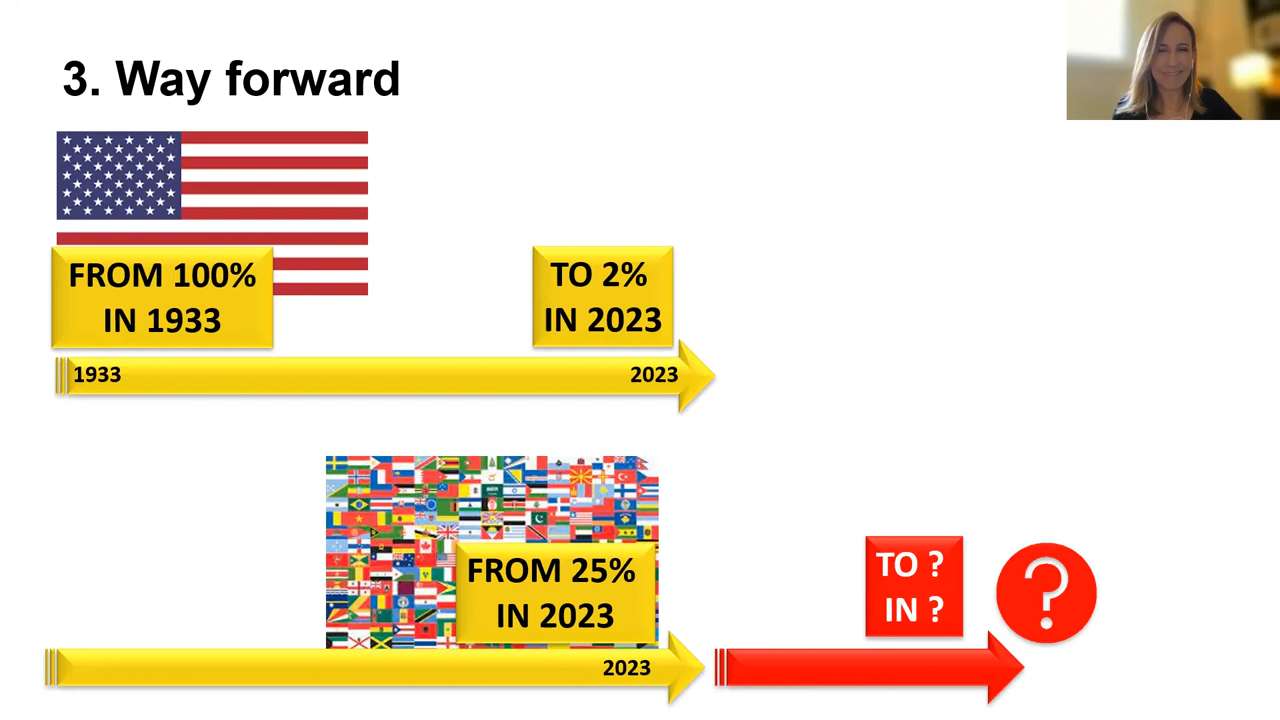 3. Way forward
FROM 100%
IN 1933
TO 2%
IN 2023
1933
2023
FROM 25%
IN 2023
TO ?
IN ?
?
2023